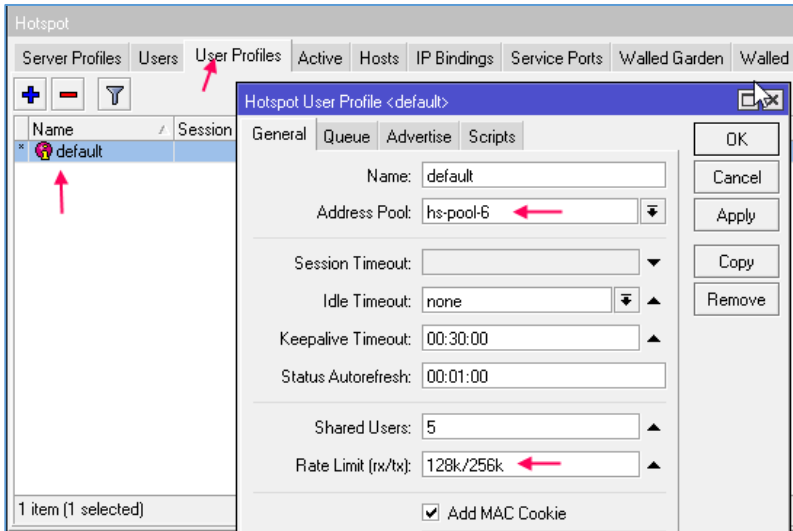 Hotspot
Server Profiles Users User Profiles Active Hosts IP Bindings Service Ports Walled Garden Walled
Name Session
* default
1 item (1 selected)
Hotspot User Profile <default>
General Queue Advertise Scripts
Name: default
Address Pool: hs-pool-6
Session Timeout:
Idle Timeout: none
Keepalive Timeout: 00:30:00
Status Autorefresh: 00:01:00
Shared Users: 5
Rate Limit (rx/tx): 128k/256k
Add MAC Cookie
OK
Cancel
Apply
Copy
Remove